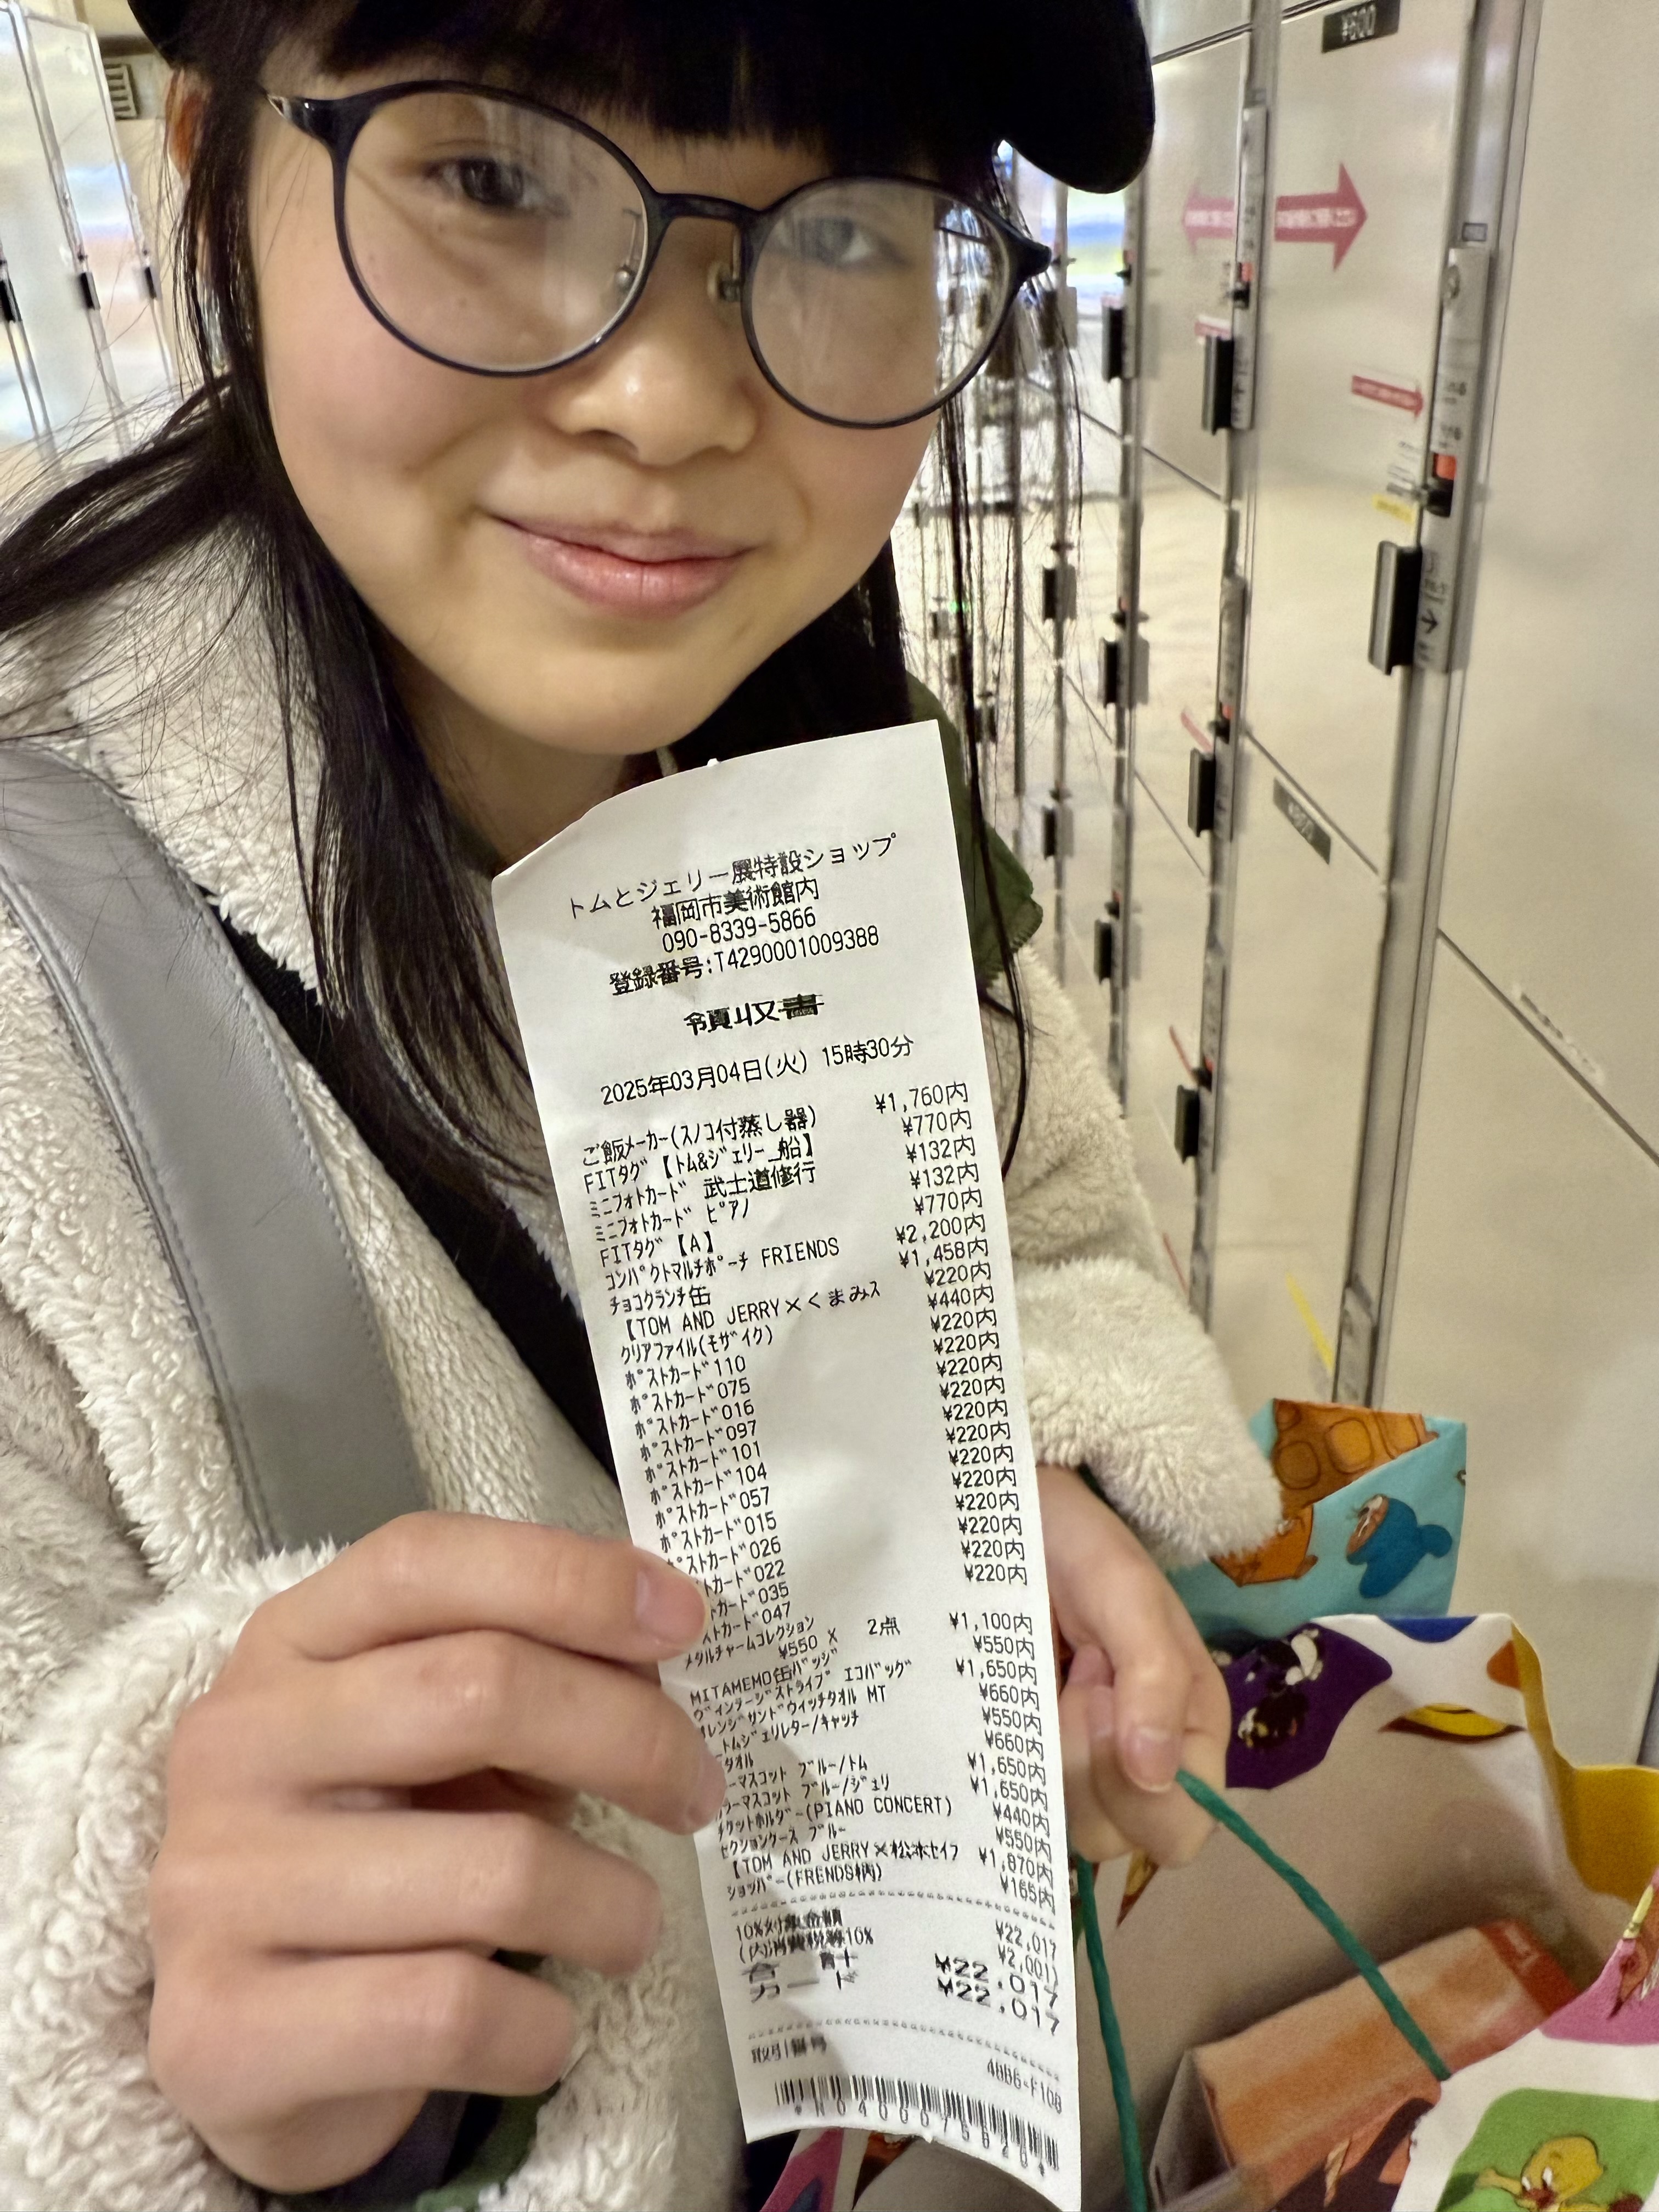 ¥600
トムとジェリー展特設ショップ
福岡市美術館内
090-8339-5866
登録番号:T4290001009388
領収書
2025年03月04日(火) 15時30分
ご飯メーカー(スノコ付蒸し器) ¥1,760内
FITタグ【トム&ジェリー_船】 ¥770内
ミニフォトカード 武士道修行 ¥132内
ミニフォトカード ピアノ ¥132内
FITタグ【A】 ¥770内
コンパクトマルチポーチ FRIENDS ¥2,200内
チョコクランチ缶 ¥1,458内
【TOM AND JERRY×くまみス ¥220内
クリアファイル(モザイク) ¥440内
ポストカード110 ¥220内
ポストカード075 ¥220内
ポストカード016 ¥220内
ポストカード097 ¥220内
ポストカード101 ¥220内
ポストカード104 ¥220内
ポストカード057 ¥220内
ポストカード015 ¥220内
ストカード026 ¥220内
トカード022 ¥220内
カード035 ¥220内
ストカード047 ¥220内
メタルチャームコレクション
¥550 X 2点 ¥1,100内
MITAMEMO缶バッジ ¥550内
ヴィンテージストライプ エコバッグ ¥1,650内
オレンジサンドウィッチタオル MT ¥660内
トムジェリレター/キャッチ ¥550内
タオル ¥660内
ーマスコット ブルー/トム ¥1,650内
ラーマスコット ブルー/ジェリ ¥1,650内
チケットホルダー(PIANO CONCERT) ¥440内
セクションケース ブルー ¥550内
【TOM AND JERRY×松本セイフ ¥1,870内
ショッパー(FRENDS柄) ¥165内
10%対象金額 ¥22,017
(内)消費税等10% ¥2,001)
合計 ¥22,017
カード ¥22,017
取引番号 4886-F108